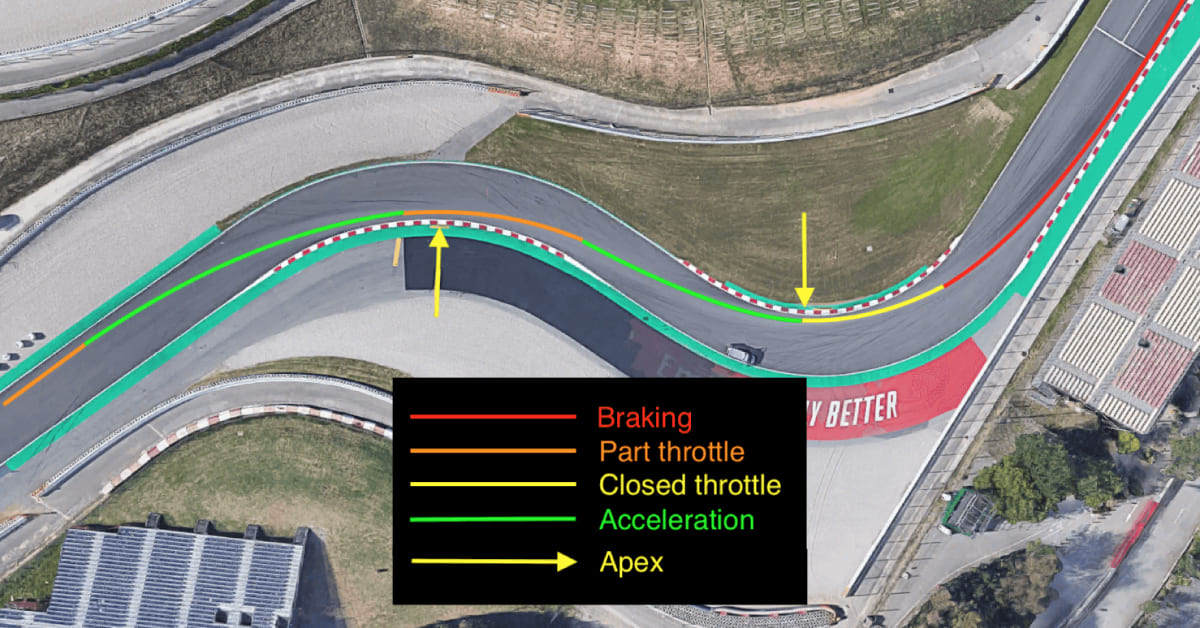 Y BETTER
Braking
Part throttle
Closed throttle
Acceleration
Apex